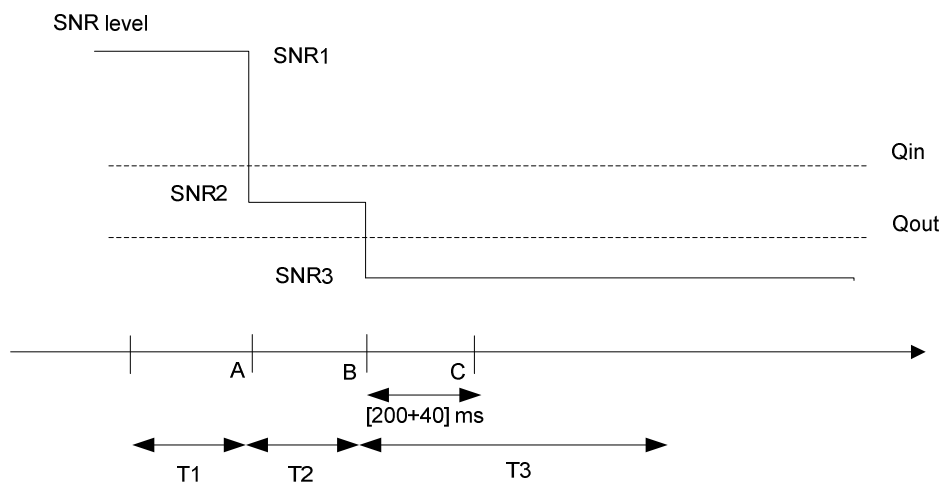 SNR level
SNR1
Qin
SNR2
Qout
SNR3
A
B
C
[200+40] ms
T1
T2
T3